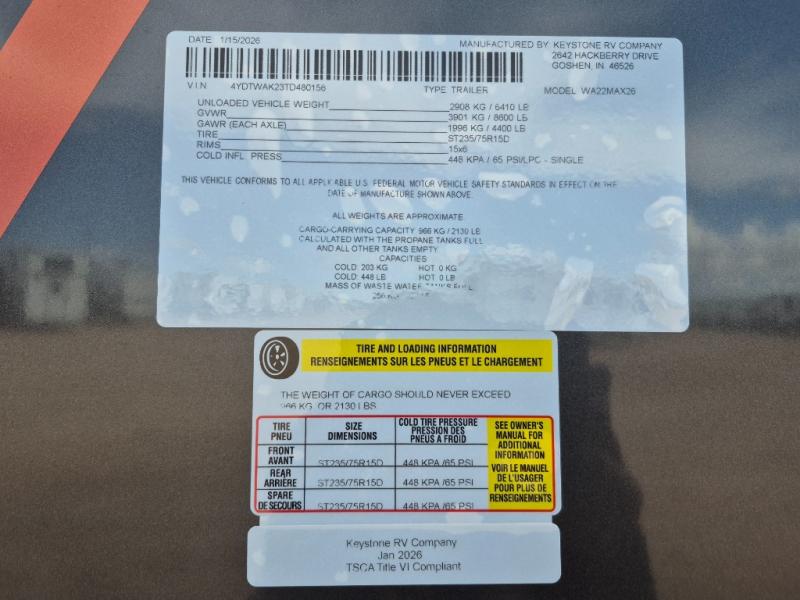 DATE: 1/15/2026
MANUFACTURED BY KEYSTONE RV COMPANY
2642 HACKBERRY DRIVE
GOSHEN, IN. 46526
V.I.N 4YDTWAK23TD480156 TYPE TRAILER MODEL WA22MAX26
UNLOADED VEHICLE WEIGHT 2908 KG / 6410 LB
GVWR 3901 KG / 8600 LB
GAWR (EACH AXLE) 1996 KG / 4400 LB
TIRE ST235/75R15D
RIMS 15x6
COLD INFL. PRESS 448 KPA / 65 PSI/LPC - SINGLE
THIS VEHICLE CONFORMS TO ALL APPLICABLE U.S. FEDERAL MOTOR VEHICLE SAFETY STANDARDS IN EFFECT ON THE
DATE OF MANUFACTURE SHOWN ABOVE.
ALL WEIGHTS ARE APPROXIMATE.
CARGO-CARRYING CAPACITY 966 KG / 2130 LB
CALCULATED WITH THE PROPANE TANKS FULL
AND ALL OTHER TANKS EMPTY
CAPACITIES
COLD: 203 KG HOT: 0 KG
COLD: 448 LB HOT: 0 LB
MASS OF WASTE WATER TANKS FULL
TIRE AND LOADING INFORMATION
RENSEIGNEMENTS SUR LES PNEUS ET LE CHARGEMENT
THE WEIGHT OF CARGO SHOULD NEVER EXCEED
966 KG OR 2130 LBS
TIRE
PNEU
SIZE
DIMENSIONS
COLD TIRE PRESSURE
PRESSION DES
PNEUS A FROID
SEE OWNER'S
MANUAL FOR
ADDITIONAL
INFORMATION
VOIR LE MANUEL
DE L'USAGER
POUR PLUS DE
RENSEIGNEMENTS
FRONT
AVANT
ST235/75R15D 448 KPA /65 PSI
REAR
ARRIÈRE
ST235/75R15D 448 KPA /65 PSI
SPARE
DE SECOURS
ST235/75R15D 448 KPA /65 PSI
Keystone RV Company
Jan 2026
TSCA Title VI Compliant